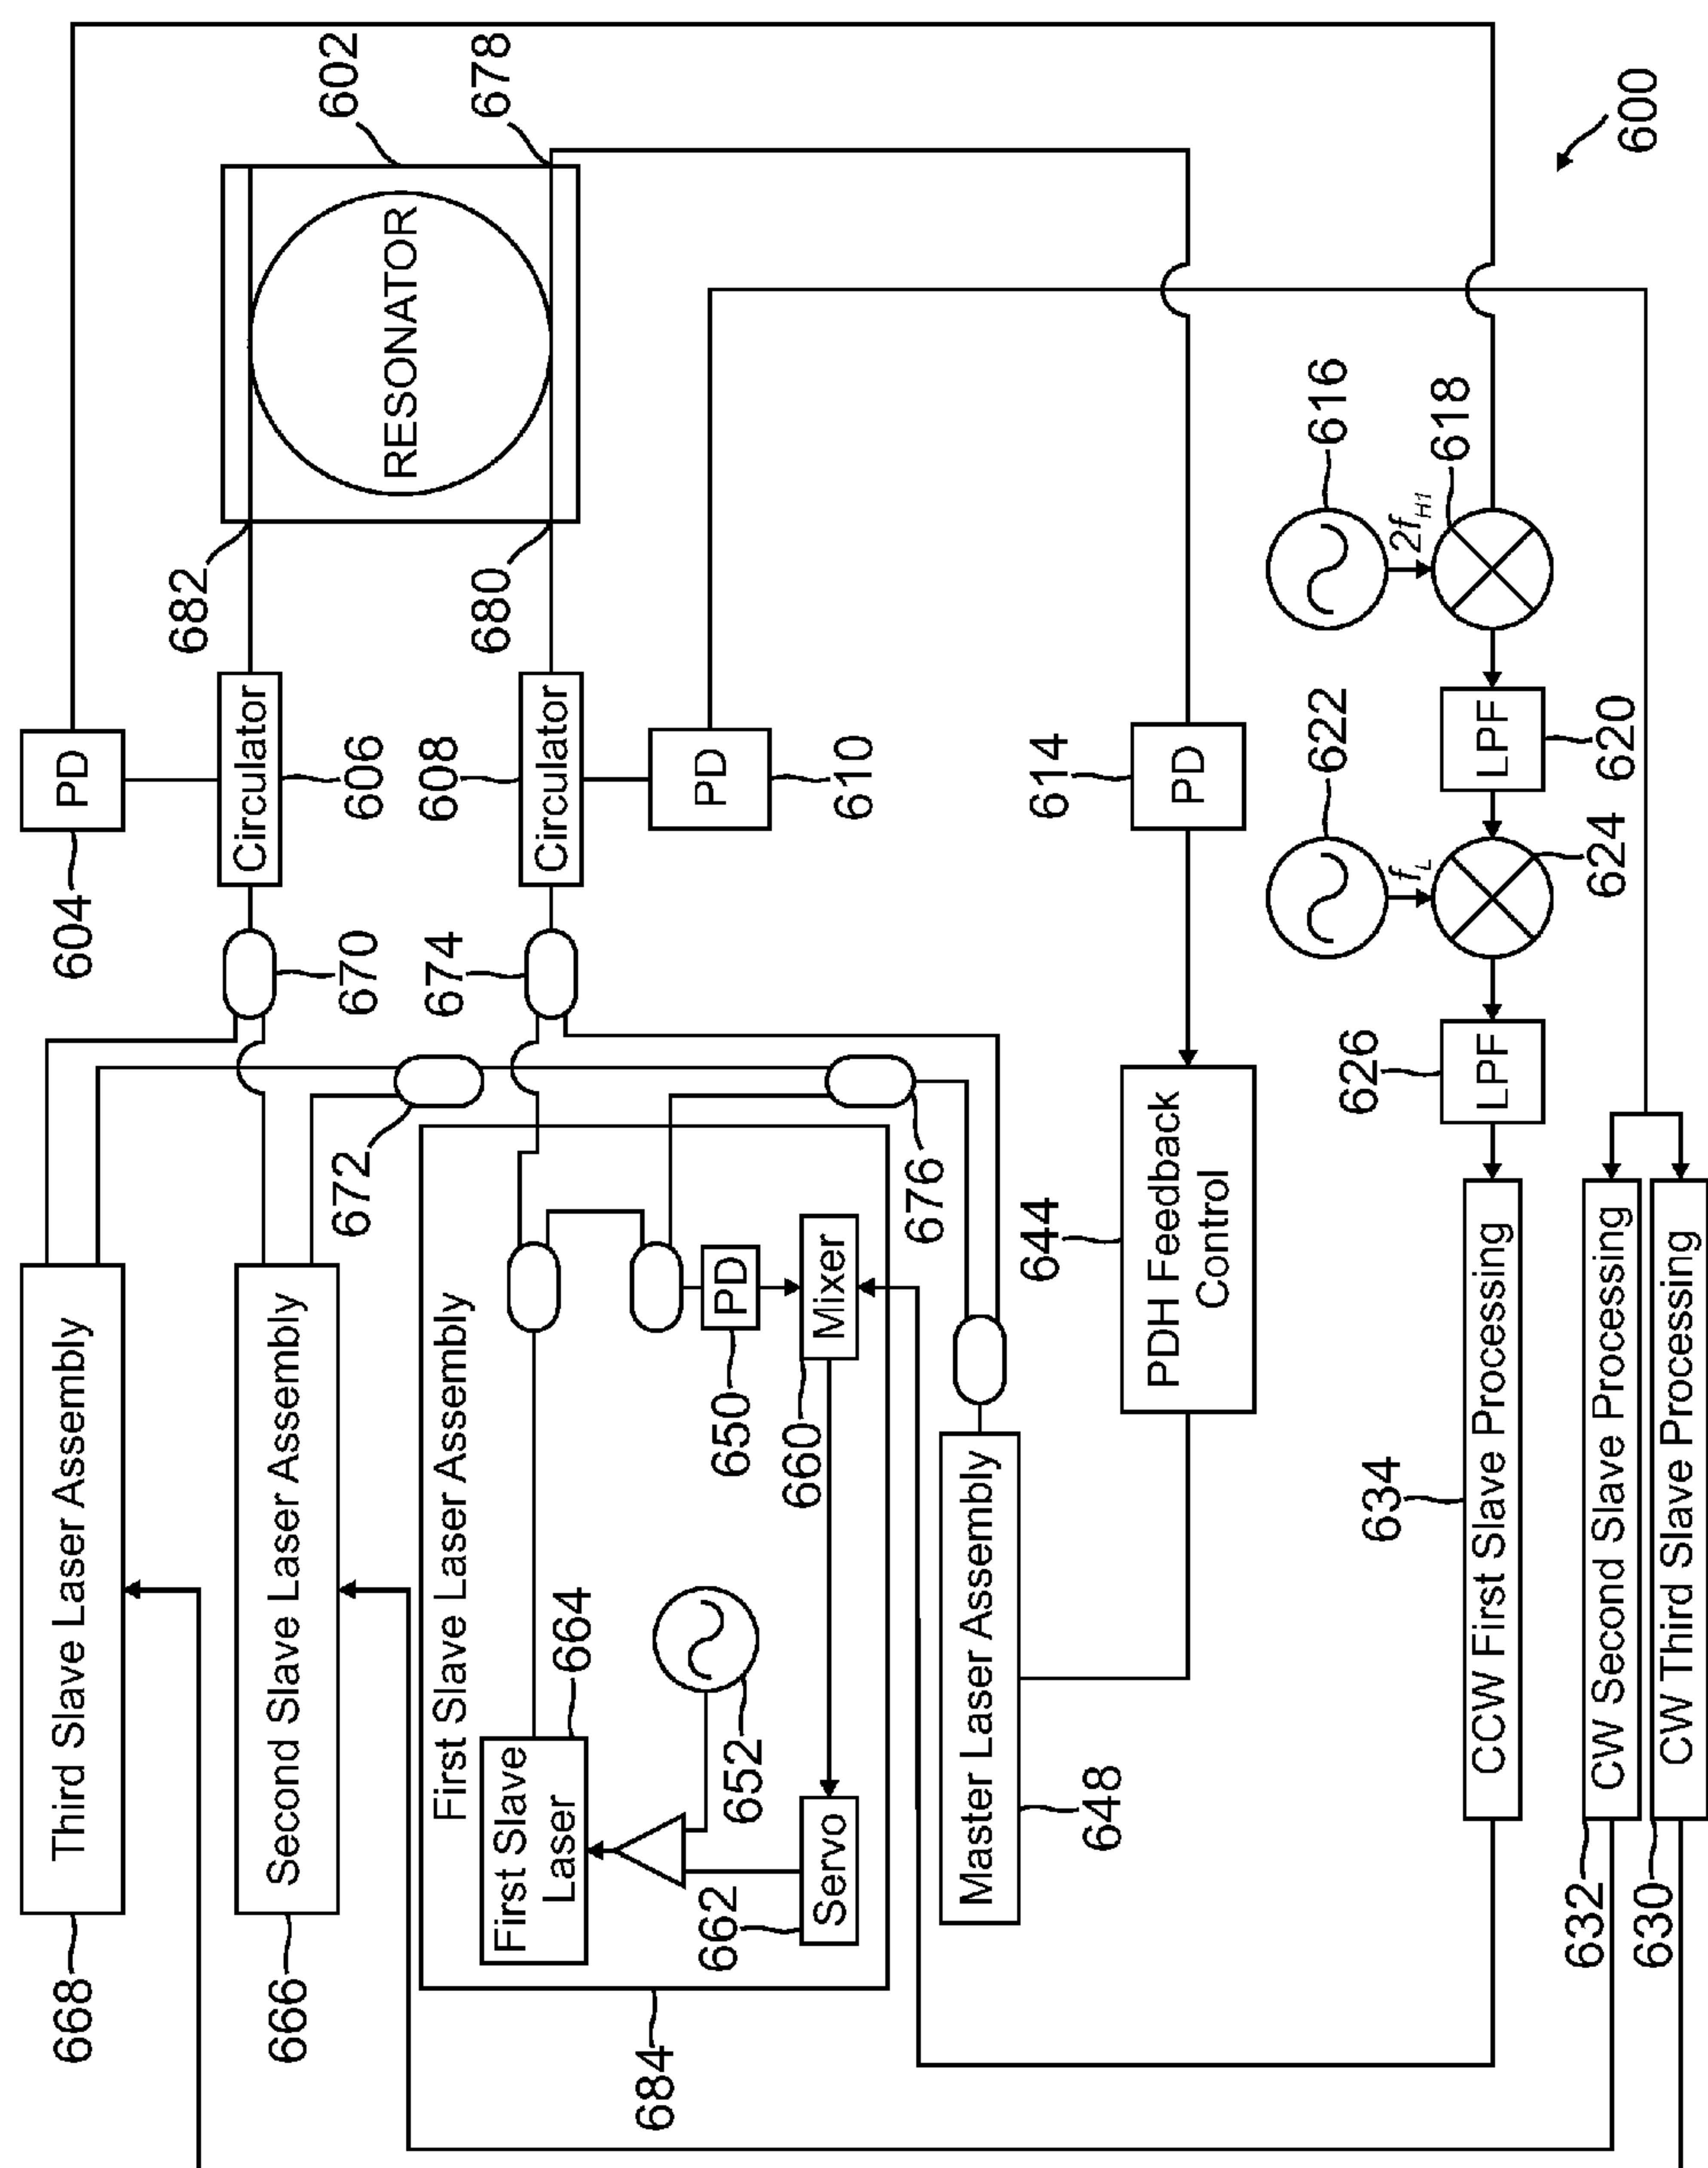 668
Third Slave Laser Assembly
604
PD
666
Second Slave Laser Assembly
670
682
Circulator
606
602
672
First Slave Laser Assembly
684
First Slave
Laser
664
674
608
Circulator
680
678
RESONATOR
662
652
650
PD
PD
610
Servo
660
Mixer
676
Master Laser Assembly
648
644
PDH Feedback
Control
614
PD
622
616
634
626
f_L
2f_H1
618
CCW First Slave Processing
LPF
624
LPF
620
632
CW Second Slave Processing
630
CW Third Slave Processing
600